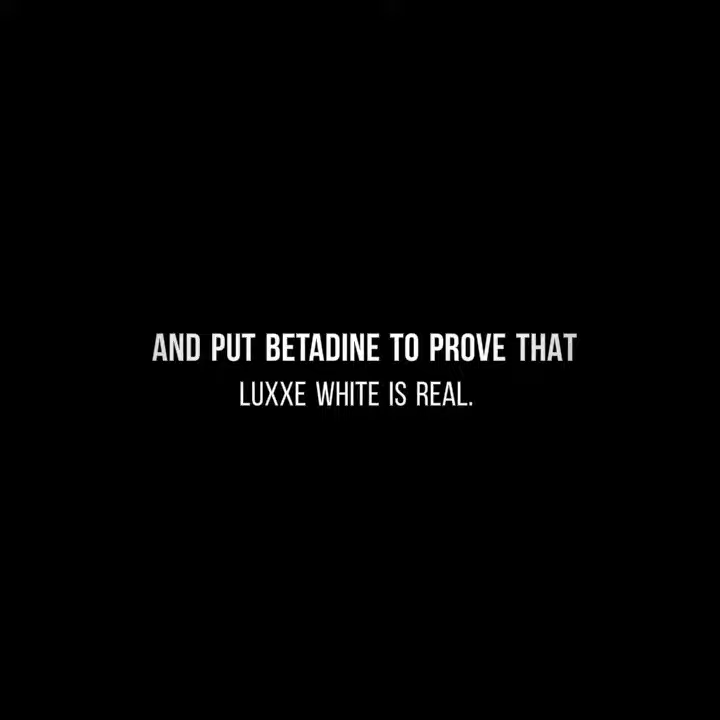 AND PUT BETADINE TO PROVE THAT
LUXXE WHITE IS REAL.